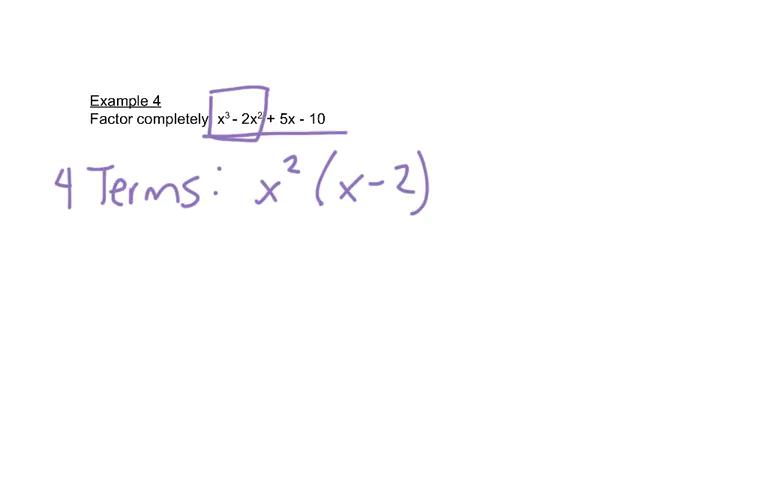 Example 4
Factor completely x³ - 2x² + 5x - 10
4 Terms: x² (x - 2)